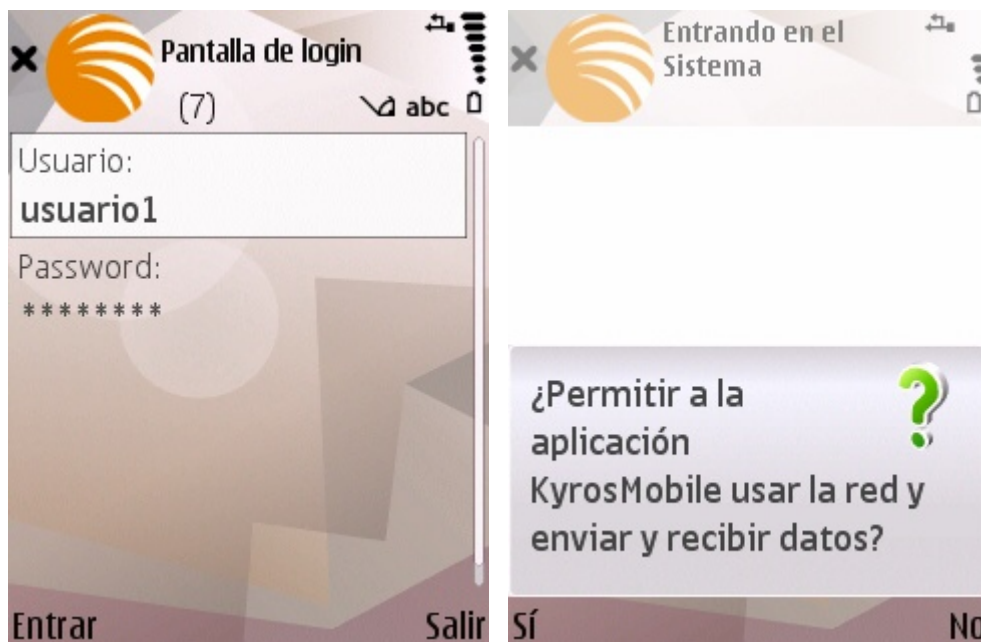 Pantalla de login
(7)
abc
Usuario:
usuario1
Password:
********
Entrar
Salir
Entrando en el
Sistema
¿Permitir a la
aplicación
KyrosMobile usar la red y
enviar y recibir datos?
Sí
No